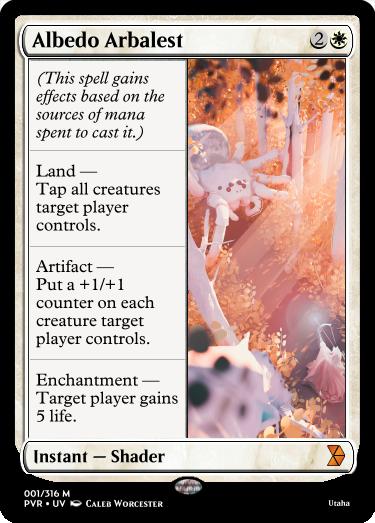 Albedo Arbalest 2
(This spell gains
effects based on the
sources of mana
spent to cast it.)
Land —
Tap all creatures
target player
controls.
Artifact —
Put a +1/+1
counter on each
creature target
player controls.
Enchantment —
Target player gains
5 life.
Instant — Shader
001/316 M
PVR • UV Caleb Worcester
Utaha